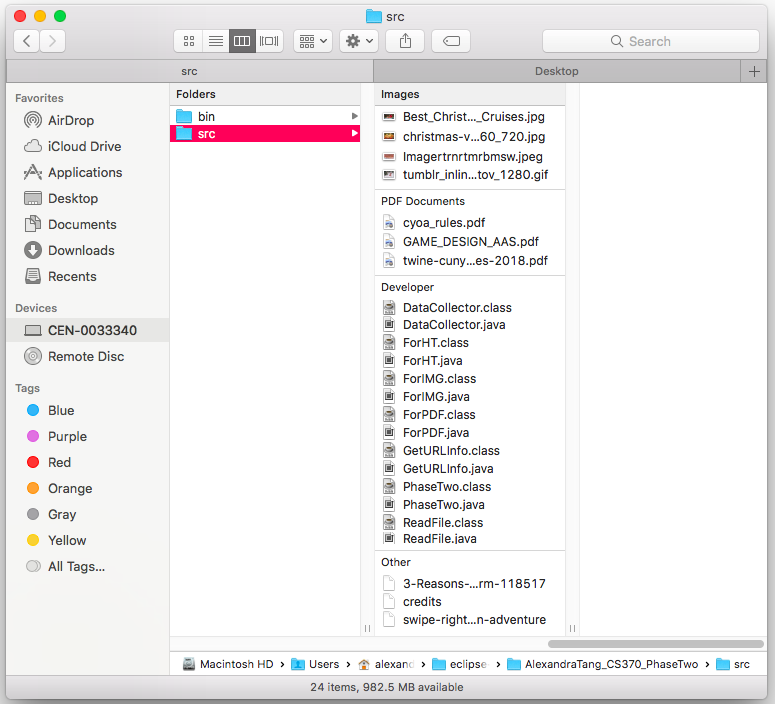 src
Search
src
Desktop
Favorites
AirDrop
iCloud Drive
Applications
Desktop
Documents
Downloads
Recents
Devices
CEN-0033340
Remote Disc
Tags
Blue
Purple
Red
Orange
Gray
Yellow
All Tags...
Folders
bin
src
Images
Best_Christ..._Cruises.jpg
christmas-v...60_720.jpg
Imagertrnrtmrbmsw.jpeg
tumblr_inlin...tov_1280.gif
PDF Documents
cyoa_rules.pdf
GAME_DESIGN_AAS.pdf
twine-cuny...es-2018.pdf
Developer
DataCollector.class
DataCollector.java
ForHT.class
ForHT.java
ForIMG.class
ForIMG.java
ForPDF.class
ForPDF.java
GetURLInfo.class
GetURLInfo.java
PhaseTwo.class
PhaseTwo.java
ReadFile.class
ReadFile.java
Other
3-Reasons-...rm-118517
credits
swipe-right...n-adventure
Macintosh HD › Users › alexand › eclipse- › AlexandraTang_CS370_PhaseTwo › src
24 items, 982.5 MB available